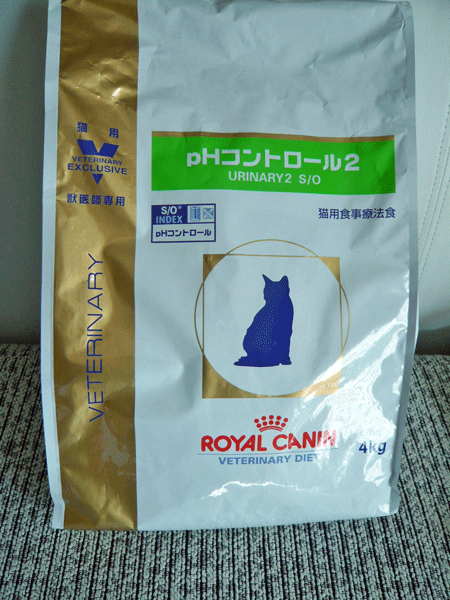 猫用
VETERINARY
EXCLUSIVE
獣医師専用
pHコントロール2
URINARY2 S/O
S/O®
INDEX
pHコントロール
猫用食事療法食
VETERINARY
ROYAL CANIN
VETERINARY DIET
4kg